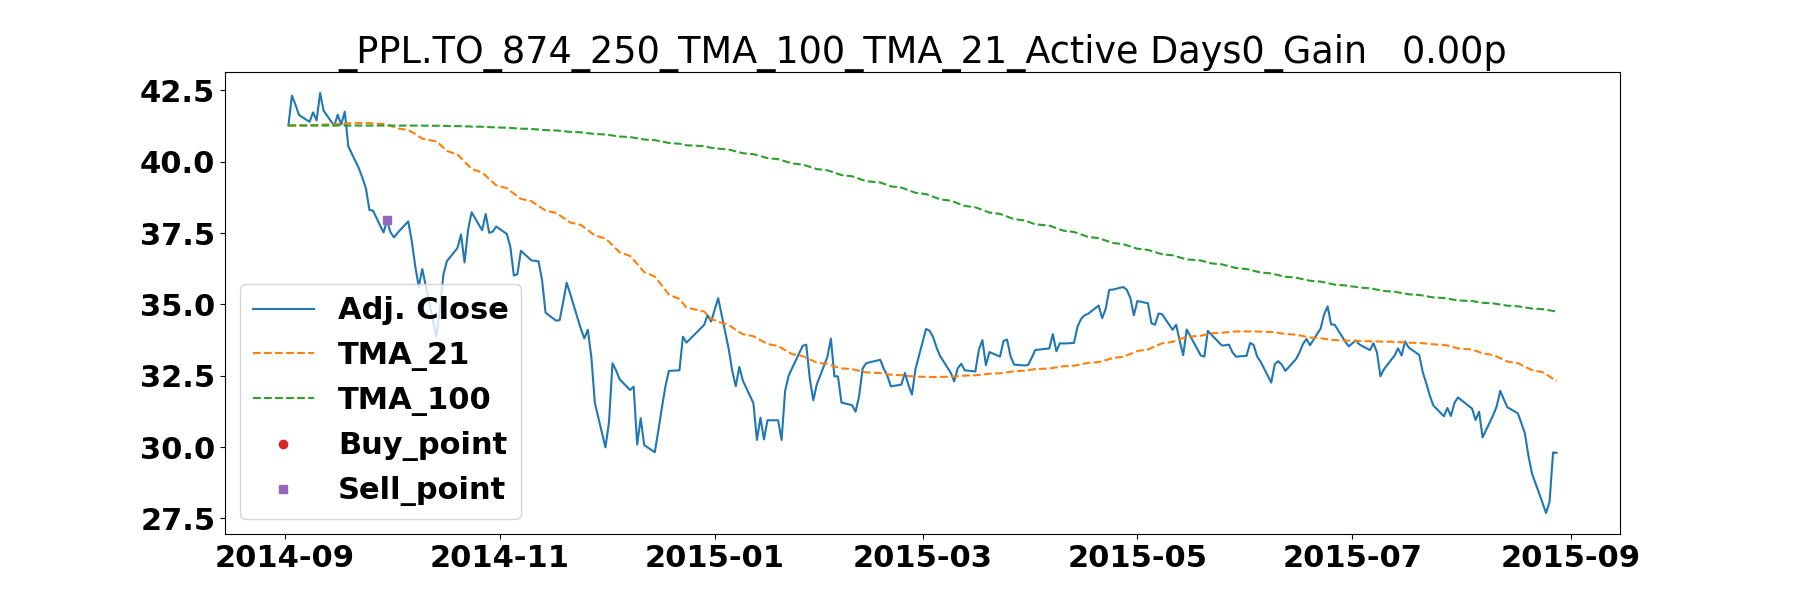 _PPL.TO_874_250_TMA_100_TMA_21_Active Days0_Gain   0.00p
42.5
40.0
37.5
35.0
32.5
30.0
27.5
Adj. Close
TMA_21
TMA_100
Buy_point
Sell_point
2014-09 2014-11 2015-01 2015-03 2015-05 2015-07 2015-09